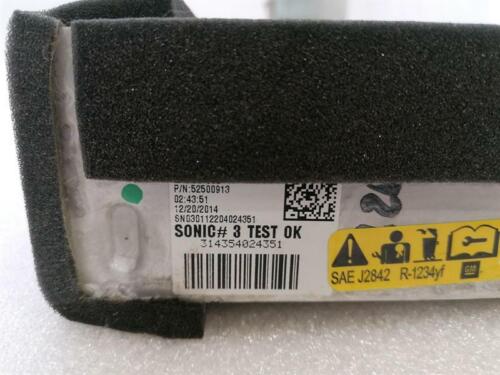 P/N:52500913
02:43:51
12/20/2014
SN030112204024351
SONIC# 3 TEST OK
314354024351
SAE J2842 R-1234yf
GM